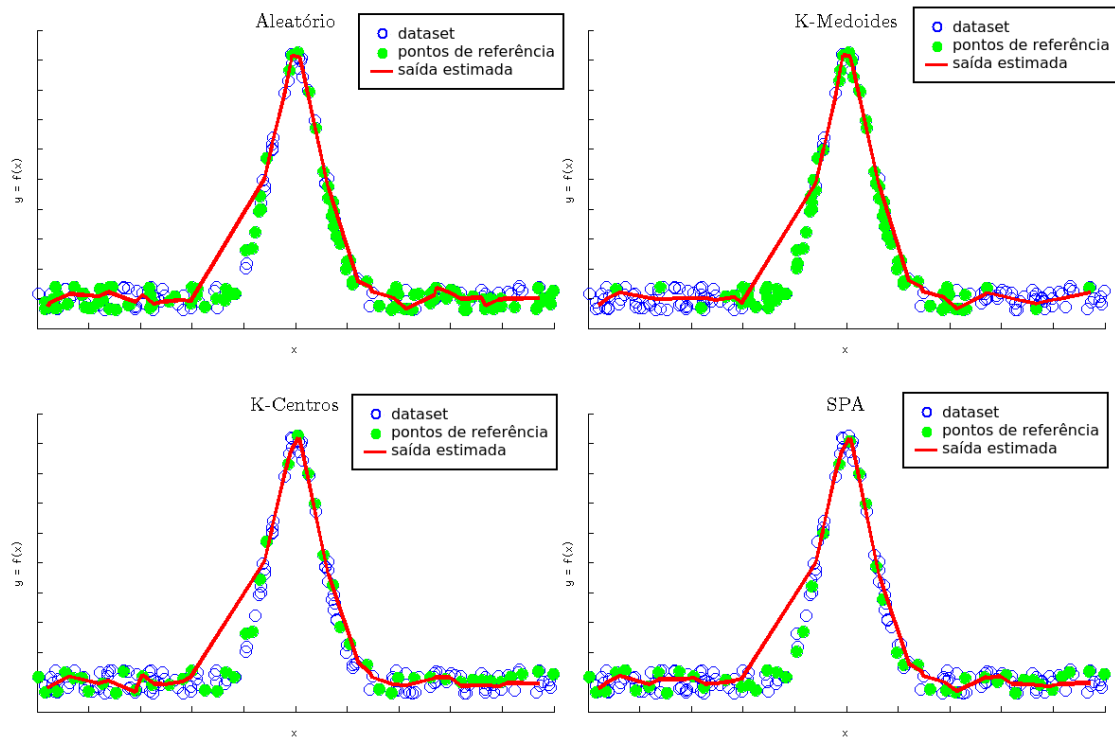 Aleatório
dataset
pontos de referência
saída estimada
y = f(x)
x
K-Medoides
dataset
pontos de referência
saída estimada
y = f(x)
x
K-Centros
dataset
pontos de referência
saída estimada
y = f(x)
x
SPA
dataset
pontos de referência
saída estimada
y = f(x)
x